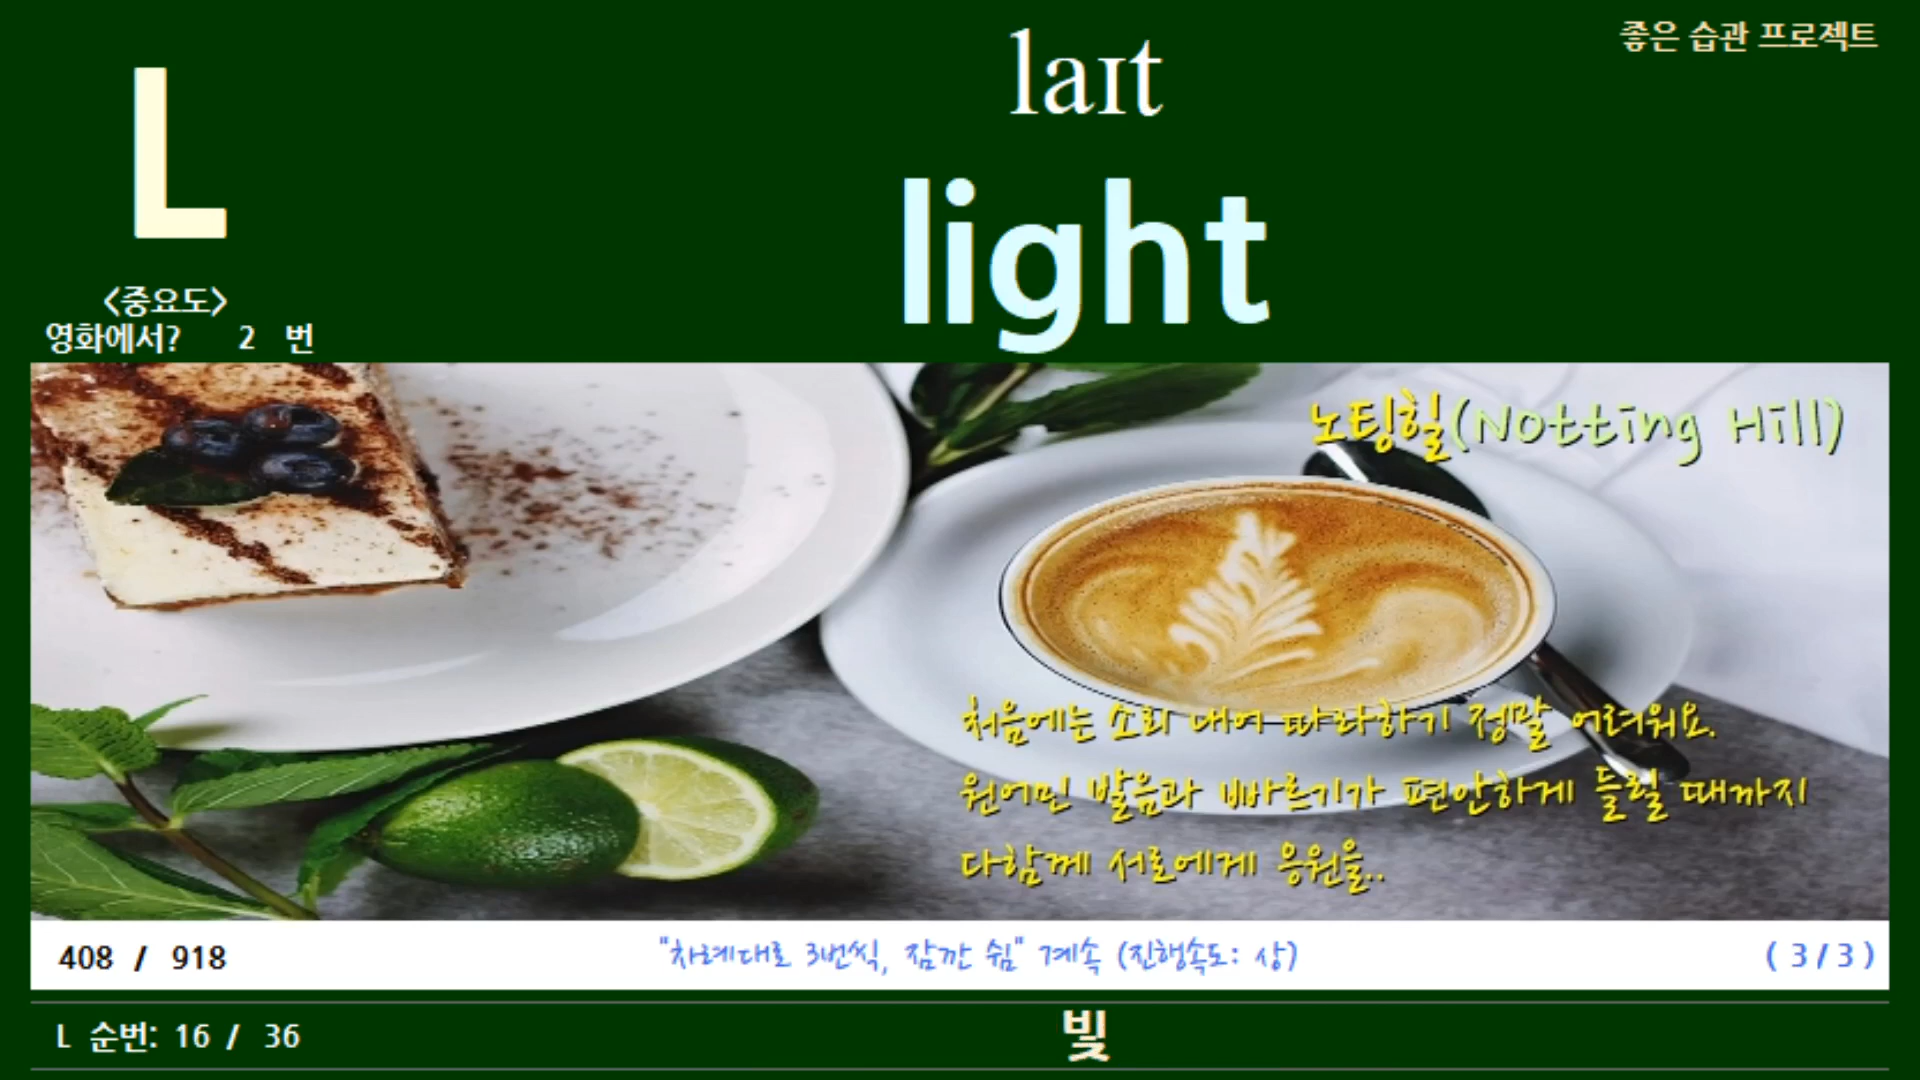 좋은 습관 프로젝트
L
laɪt
light
<중요도>
영화에서? 2 번
노팅힐(Notting Hill)
처음에는 소리 내어 따라하기 정말 어려워요.
원어민 발음과 빠르기가 편안하게 들릴 때까지
다함께 서로에게 응원을..
408 / 918
"차례대로 3번씩, 잠깐 쉼" 계속 (진행속도: 상)
( 3 / 3 )
L 순번: 16 / 36
빛